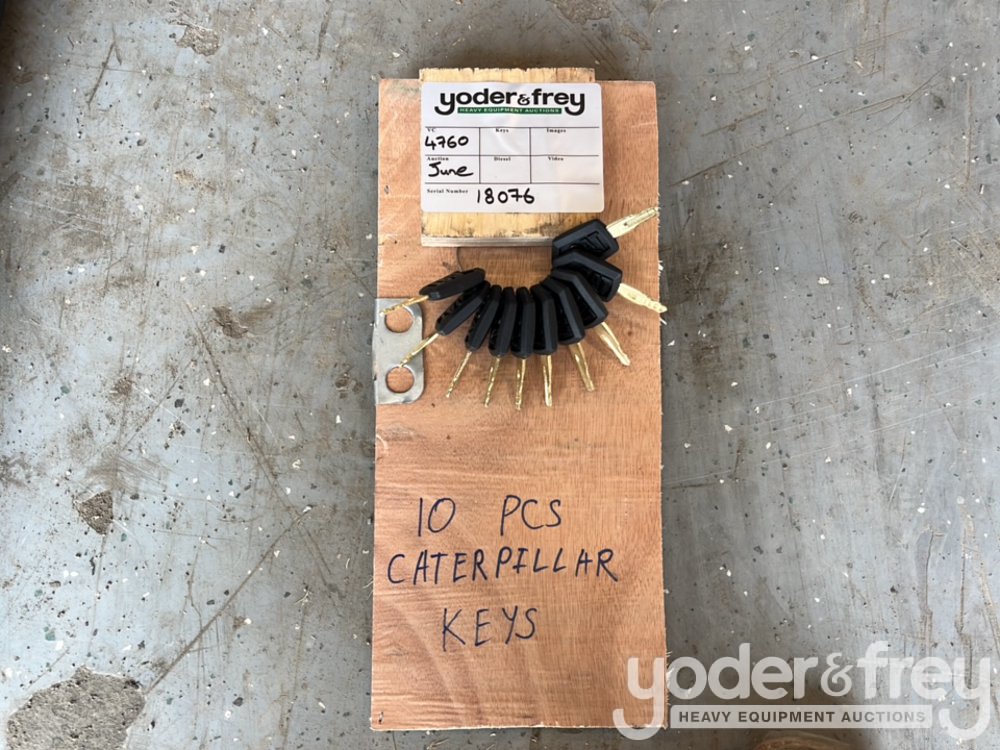 yoder&frey
HEAVY EQUIPMENT AUCTIONS
VC Keys Images
4760
Auction Diesel Video
June
Serial Number 18076
10 PCS
CATERPILLAR
KEYS
yoder&frey
HEAVY EQUIPMENT AUCTIONS